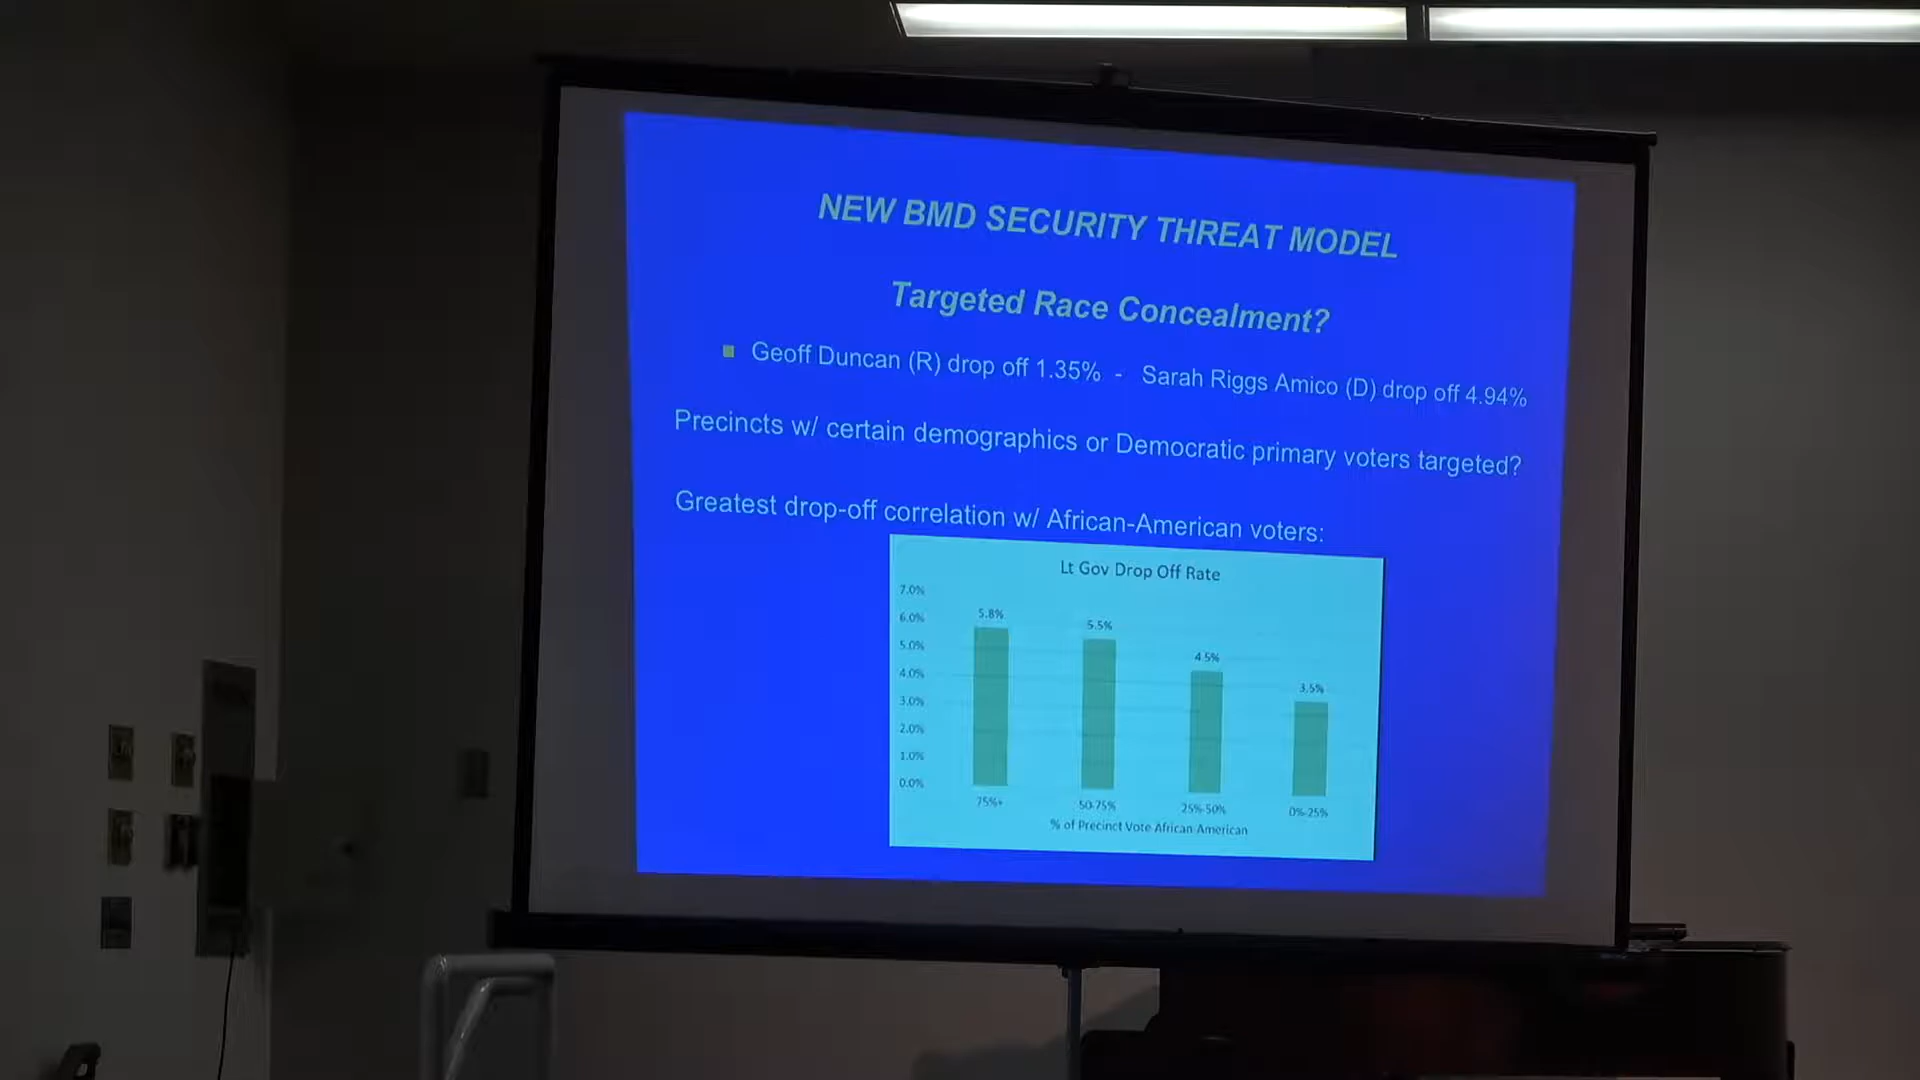 NEW BMD SECURITY THREAT MODEL
Targeted Race Concealment?
Geoff Duncan (R) drop off 1.35% - Sarah Riggs Amico (D) drop off 4.94%
Precincts w/ certain demographics or Democratic primary voters targeted?
Greatest drop-off correlation w/ African-American voters:
Lt Gov Drop Off Rate
7.0%
6.0%
5.0%
4.0%
3.0%
2.0%
1.0%
0.0%
5.8%
5.5%
4.5%
3.5%
75%+
50-75%
25%-50%
0%-25%
% of Precinct Vote African American